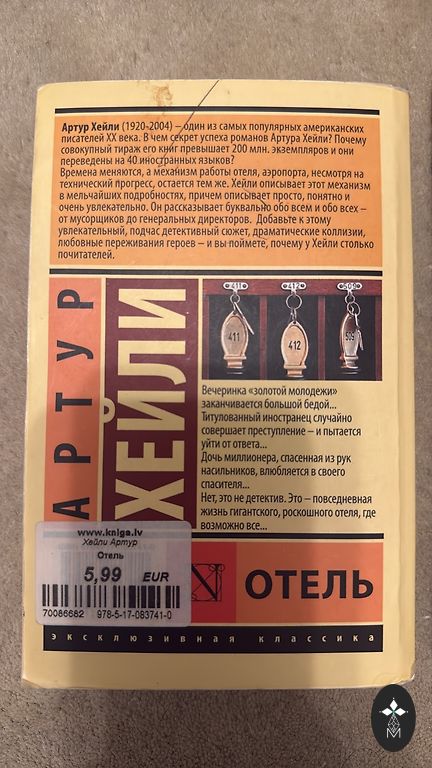 Артур Хейли (1920-2004) – один из самых популярных американских
писателей XX века. В чем секрет успеха романов Артура Хейли? Почему
совокупный тираж его книг превышает 200 млн. экземпляров и они
переведены на 40 иностранных языков?
Времена меняются, а механизм работы отеля, аэропорта, несмотря на
технический прогресс, остается тем же. Хейли описывает этот механизм
в мельчайших подробностях, причем описывает просто, понятно и
очень увлекательно. Он рассказывает буквально обо всем и обо всех –
от мусорщиков до генеральных директоров. Добавьте к этому
увлекательный, подчас детективный сюжет, драматические коллизии,
любовные переживания героев – и вы поймете, почему у Хейли столько
почитателей.
АРТУР
ХЕЙЛИ
411
412
505
411
412
505
Вечеринка «золотой молодежи»
заканчивается большой бедой...
Титулованный иностранец случайно
совершает преступление – и пытается
уйти от ответа...
Дочь миллионера, спасенная из рук
насильников, влюбляется в своего
спасителя...
Нет, это не детектив. Это – повседневная
жизнь гигантского, роскошного отеля, где
возможно все...
www.kniga.lv
Хейли Артур
Отель
5,99 EUR
70086682 978-5-17-083741-0
ОТЕЛЬ
эксклюзивная классика
M